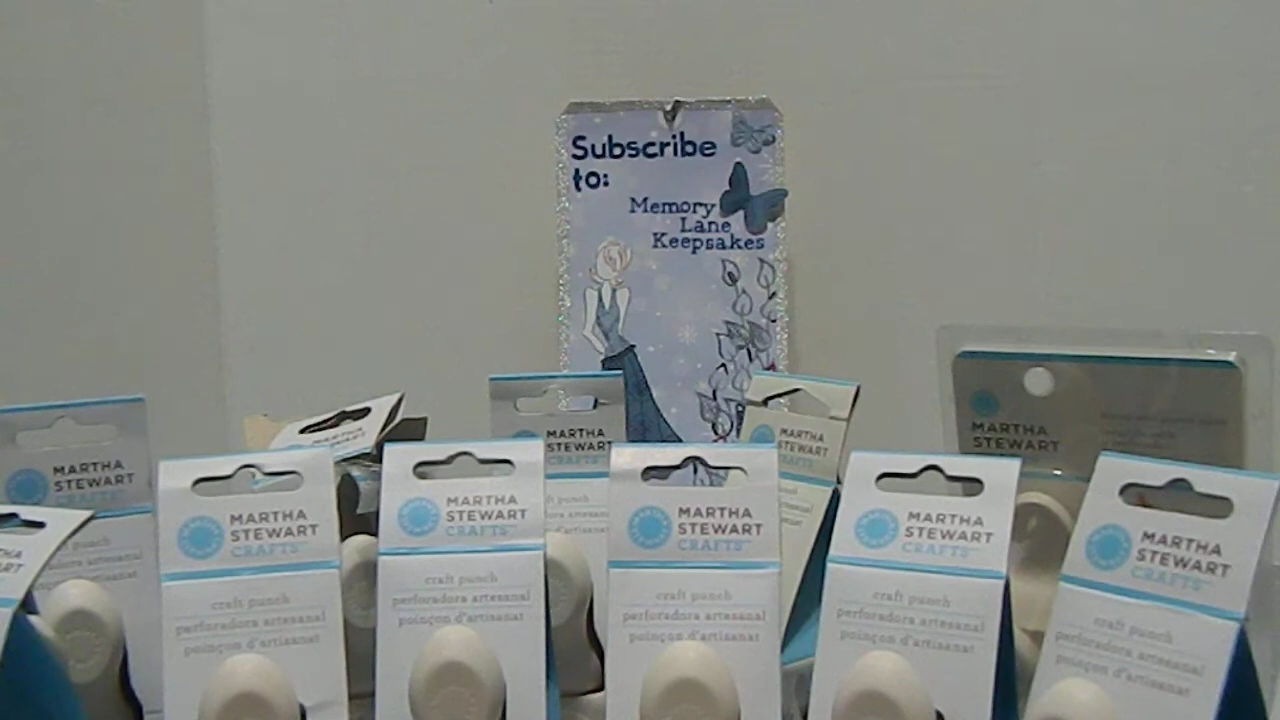 Subscribe
to:
Memory
Lane
Keepsakes
MARTHA
STEWART
CRAFTS
MARTHA
STEWART
CRAFTS
craft punch
perforadora artesanal
poinçon d'artisanat
MARTHA
MARTHA
STEWART
CRAFTS
craft punch
perforadora artesanal
poinçon d'artisanat
MARTHA
STEWART
CRAFTS
MARTHA
STEWART
CRAFTS
craft punch
perforadora artesanal
poinçon d'artisanat
MARTHA
STEWART
CRAFTS
MARTHA
STEWART
CRAFTS
craft punch
perforadora artesanal
poinçon d'artisanat
MARTHA
STEWART
MARTHA
STEWART
CRAFTS
craft punch
perforadora artesanal
poinçon d'artisanat